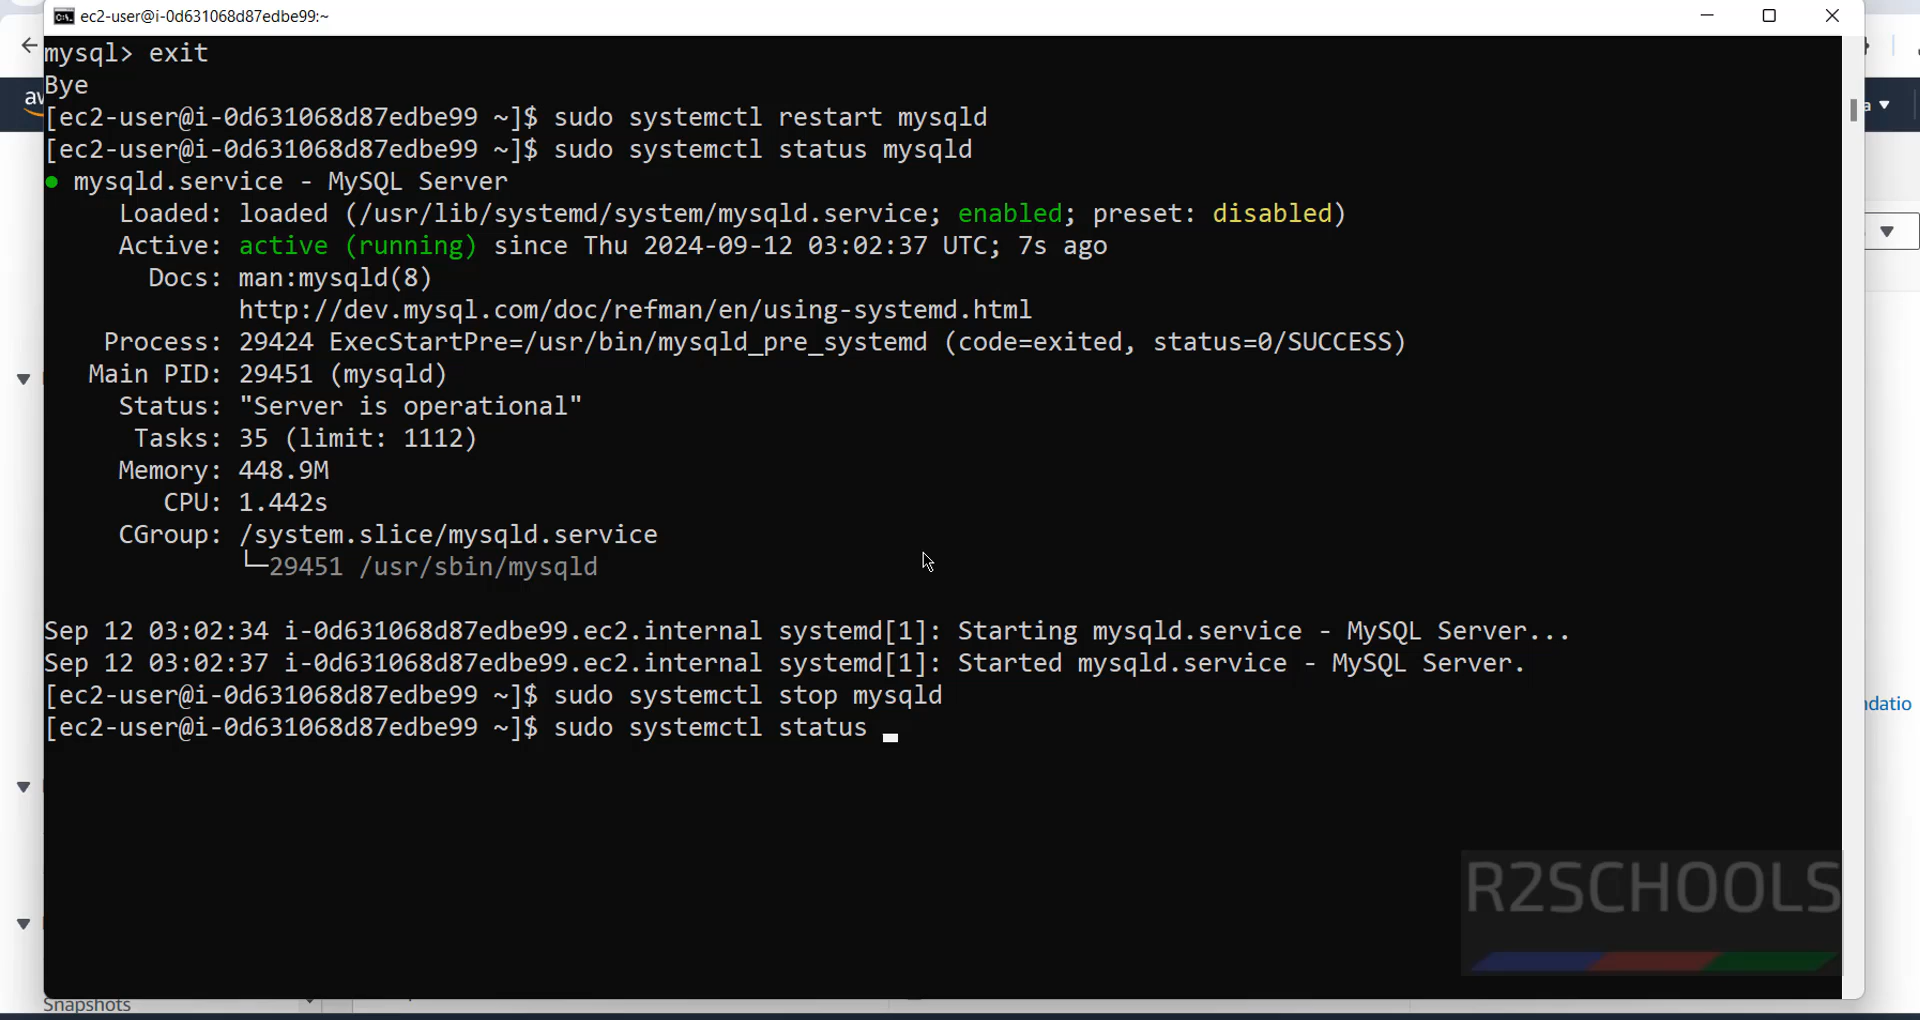 ec2-user@i-0d631068d87edbe99:~
mysql> exit
Bye
[ec2-user@i-0d631068d87edbe99 ~]$ sudo systemctl restart mysqld
[ec2-user@i-0d631068d87edbe99 ~]$ sudo systemctl status mysqld
● mysqld.service - MySQL Server
Loaded: loaded (/usr/lib/systemd/system/mysqld.service; enabled; preset: disabled)
Active: active (running) since Thu 2024-09-12 03:02:37 UTC; 7s ago
Docs: man:mysqld(8)
http://dev.mysql.com/doc/refman/en/using-systemd.html
Process: 29424 ExecStartPre=/usr/bin/mysqld_pre_systemd (code=exited, status=0/SUCCESS)
Main PID: 29451 (mysqld)
Status: "Server is operational"
Tasks: 35 (limit: 1112)
Memory: 448.9M
CPU: 1.442s
CGroup: /system.slice/mysqld.service
└─29451 /usr/sbin/mysqld
Sep 12 03:02:34 i-0d631068d87edbe99.ec2.internal systemd[1]: Starting mysqld.service - MySQL Server...
Sep 12 03:02:37 i-0d631068d87edbe99.ec2.internal systemd[1]: Started mysqld.service - MySQL Server.
[ec2-user@i-0d631068d87edbe99 ~]$ sudo systemctl stop mysqld
[ec2-user@i-0d631068d87edbe99 ~]$ sudo systemctl status
R2SCHOOLS
Snapshots